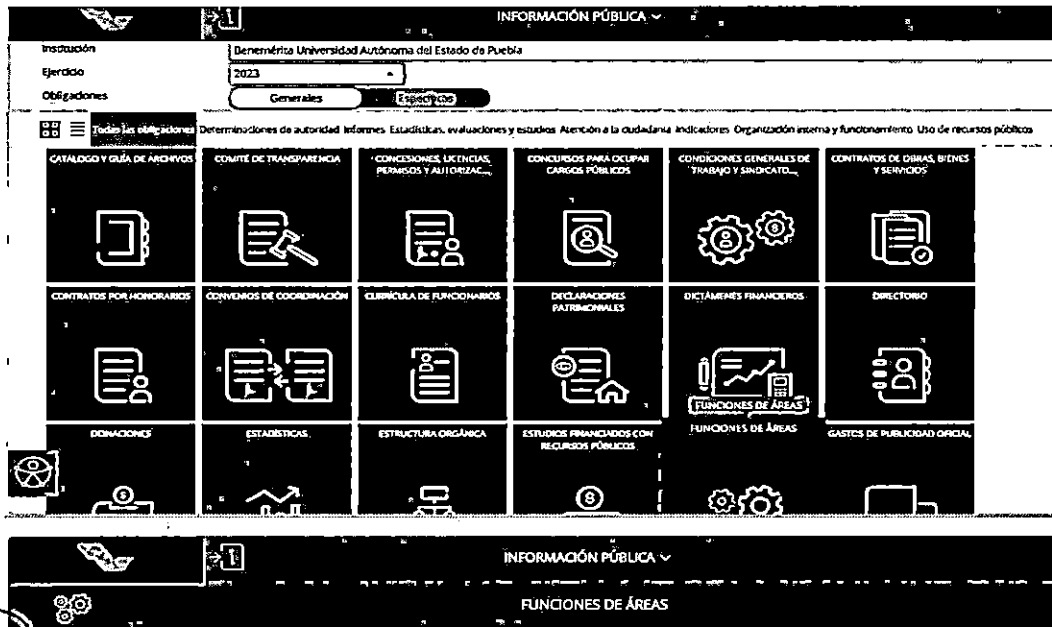 INFORMACIÓN PÚBLICA
Institución
Benemérita Universidad Autónoma del Estado de Puebla
Ejercicio
2023
Obligaciones
Generales
Específicas
Todas las obligaciones Determinaciones de autoridad Informes Estadísticas, evaluaciones y estudios Atención a la ciudadanía Indicadores Organización interna y funcionamiento Uso de recursos públicos
CATÁLOGO Y GUÍA DE ARCHIVOS
COMITÉ DE TRANSPARENCIA
CONCESIONES, LICENCIAS,
PERMISOS Y AUTORIZAC...
CONCURSOS PARA OCUPAR
CARGOS PÚBLICOS
CONDICIONES GENERALES DE
TRABAJO Y SINDICATO...
CONTRATOS DE OBRAS, BIENES
Y SERVICIOS
CONTRATOS POR HONORARIOS
CONVENIOS DE COORDINACIÓN
CURRÍCULA DE FUNCIONARIOS
DECLARACIONES
PATRIMONIALES
DICTÁMENES FINANCIEROS
DIRECTORIO
FUNCIONES DE ÁREAS
DONACIONES
ESTADÍSTICAS
ESTRUCTURA ORGÁNICA
ESTUDIOS FINANCIADOS CON
RECURSOS PÚBLICOS
FUNCIONES DE ÁREAS
GASTOS DE PUBLICIDAD OFICIAL
INFORMACIÓN PÚBLICA
FUNCIONES DE ÁREAS